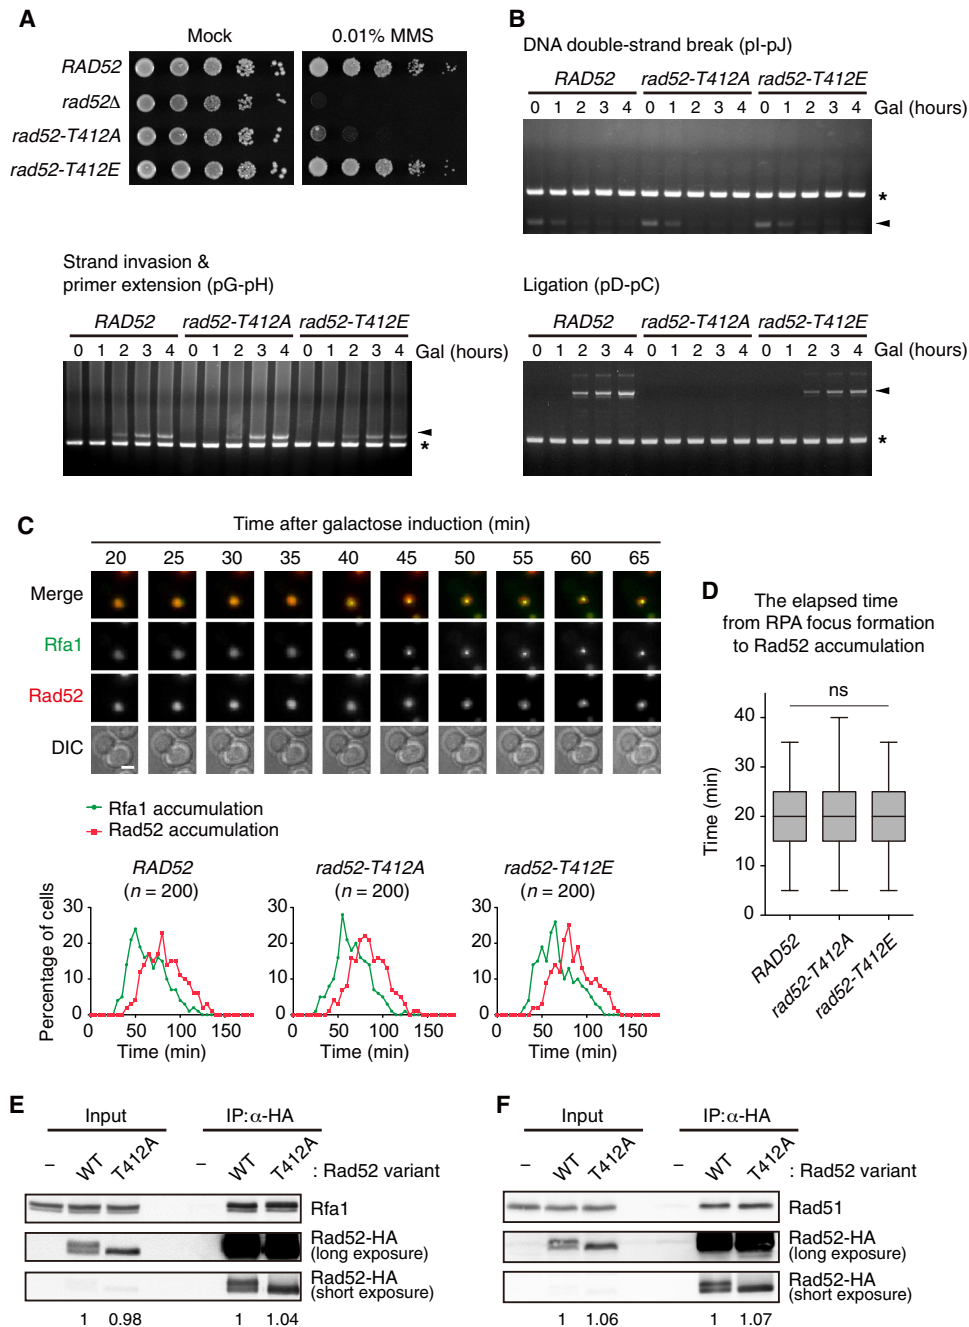 A
Mock
0.01% MMS
RAD52
rad52Δ
rad52-T412A
rad52-T412E
B
DNA double-strand break (pI-pJ)
RAD52 rad52-T412A rad52-T412E
0 1 2 3 4 0 1 2 3 4 0 1 2 3 4 Gal (hours)
*
Strand invasion &
primer extension (pG-pH)
RAD52 rad52-T412A rad52-T412E
0 1 2 3 4 0 1 2 3 4 0 1 2 3 4 Gal (hours)
*
Ligation (pD-pC)
RAD52 rad52-T412A rad52-T412E
0 1 2 3 4 0 1 2 3 4 0 1 2 3 4 Gal (hours)
*
C
Time after galactose induction (min)
20 25 30 35 40 45 50 55 60 65
Merge
Rfa1
Rad52
DIC
Rfa1 accumulation
Rad52 accumulation
Percentage of cells
RAD52
(n = 200)
30
20
10
0
0 50 100 150
Time (min)
rad52-T412A
(n = 200)
30
20
10
0
0 50 100 150
Time (min)
rad52-T412E
(n = 200)
30
20
10
0
0 50 100 150
Time (min)
D
The elapsed time
from RPA focus formation
to Rad52 accumulation
ns
Time (min)
40
30
20
10
0
RAD52
rad52-T412A
rad52-T412E
E
Input IP:α-HA
– WT T412A – WT T412A : Rad52 variant
Rfa1
Rad52-HA
(long exposure)
Rad52-HA
(short exposure)
1 0.98 1 1.04
F
Input IP:α-HA
– WT T412A – WT T412A : Rad52 variant
Rad51
Rad52-HA
(long exposure)
Rad52-HA
(short exposure)
1 1.06 1 1.07